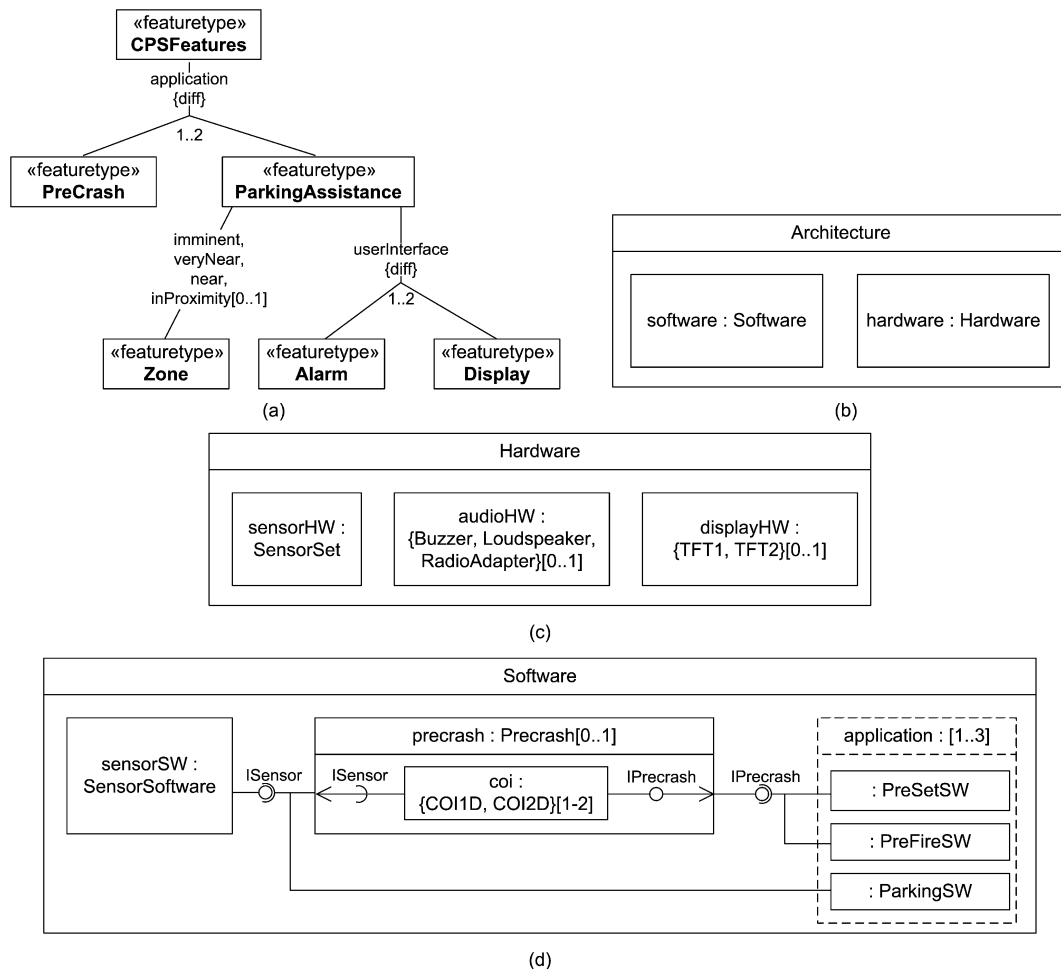 «featuretype»
CPSFeatures
application
{diff}
1..2
«featuretype»
PreCrash
«featuretype»
ParkingAssistance
imminent,
veryNear,
near,
inProximity[0..1]
userInterface
{diff}
1..2
«featuretype»
Zone
«featuretype»
Alarm
«featuretype»
Display
(a)
Architecture
software : Software
hardware : Hardware
(b)
Hardware
sensorHW :
SensorSet
audioHW :
{Buzzer, Loudspeaker,
RadioAdapter}[0..1]
displayHW :
{TFT1, TFT2}[0..1]
(c)
Software
sensorSW :
SensorSoftware
ISensor
precrash : Precrash[0..1]
ISensor
coi :
{COI1D, COI2D}[1-2]
IPrecrash
IPrecrash
application : [1..3]
: PreSetSW
: PreFireSW
: ParkingSW
(d)